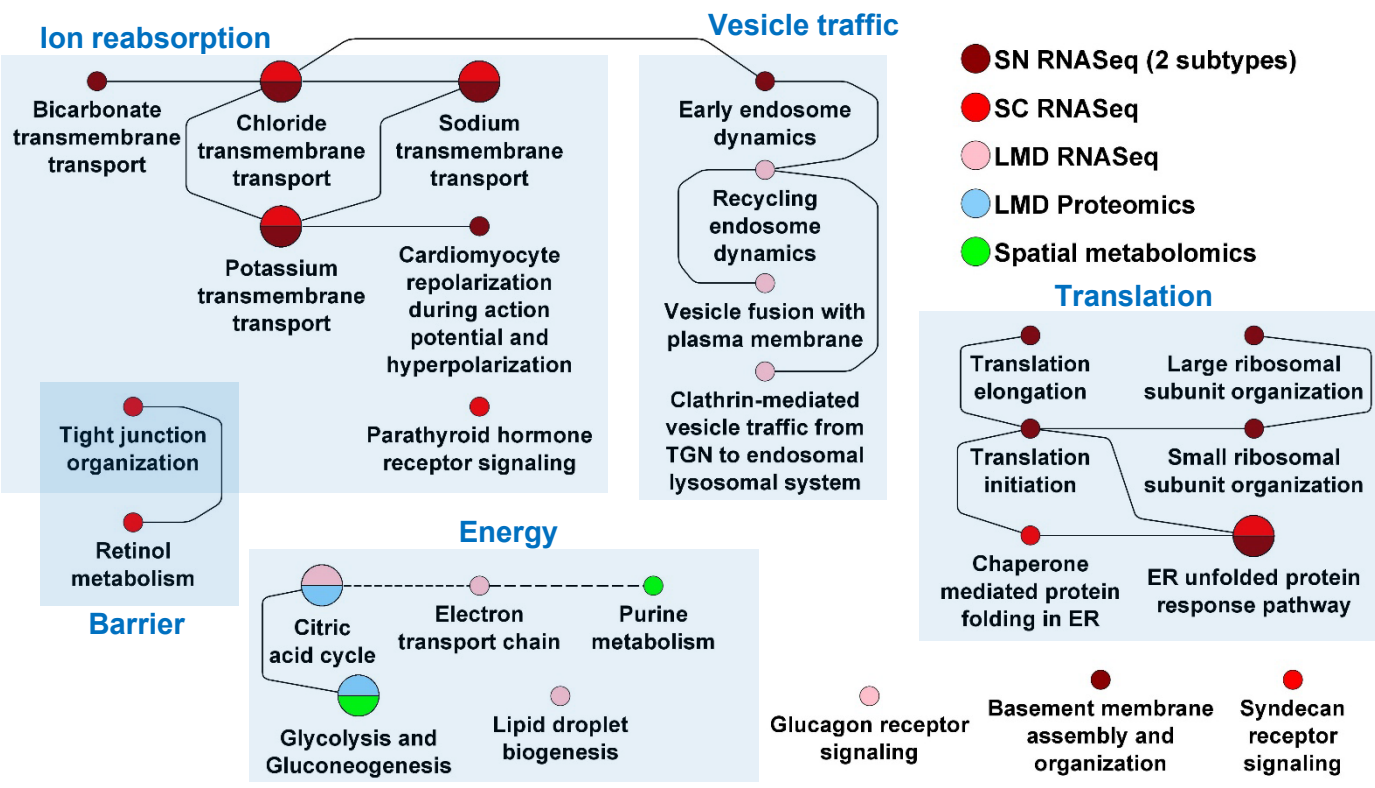 Ion reabsorption
Bicarbonate
transmembrane
transport
Chloride
transmembrane
transport
Sodium
transmembrane
transport
Potassium
transmembrane
transport
Cardiomyocyte
repolarization
during action
potential and
hyperpolarization
Parathyroid hormone
receptor signaling
Tight junction
organization
Retinol
metabolism
Barrier
Vesicle traffic
Early endosome
dynamics
Recycling
endosome
dynamics
Vesicle fusion with
plasma membrane
Clathrin-mediated
vesicle traffic from
TGN to endosomal
lysosomal system
SN RNASeq (2 subtypes)
SC RNASeq
LMD RNASeq
LMD Proteomics
Spatial metabolomics
Translation
Translation
elongation
Large ribosomal
subunit organization
Translation
initiation
Small ribosomal
subunit organization
Chaperone
mediated protein
folding in ER
ER unfolded protein
response pathway
Energy
Citric
acid cycle
Electron
transport chain
Purine
metabolism
Glycolysis and
Gluconeogenesis
Lipid droplet
biogenesis
Glucagon receptor
signaling
Basement membrane
assembly and
organization
Syndecan
receptor
signaling